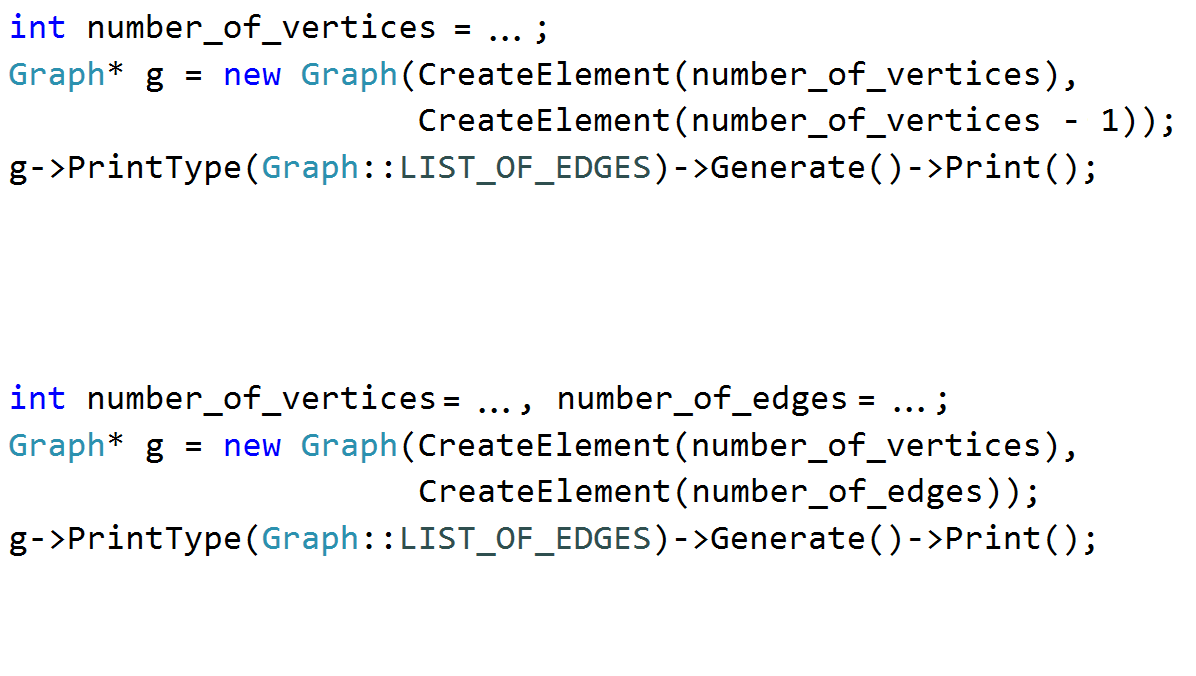 int number_of_vertices = ... ;
Graph* g = new Graph(CreateElement(number_of_vertices),
CreateElement(number_of_vertices - 1));
g->PrintType(Graph::LIST_OF_EDGES)->Generate()->Print();
int number_of_vertices = ... , number_of_edges = ... ;
Graph* g = new Graph(CreateElement(number_of_vertices),
CreateElement(number_of_edges));
g->PrintType(Graph::LIST_OF_EDGES)->Generate()->Print();